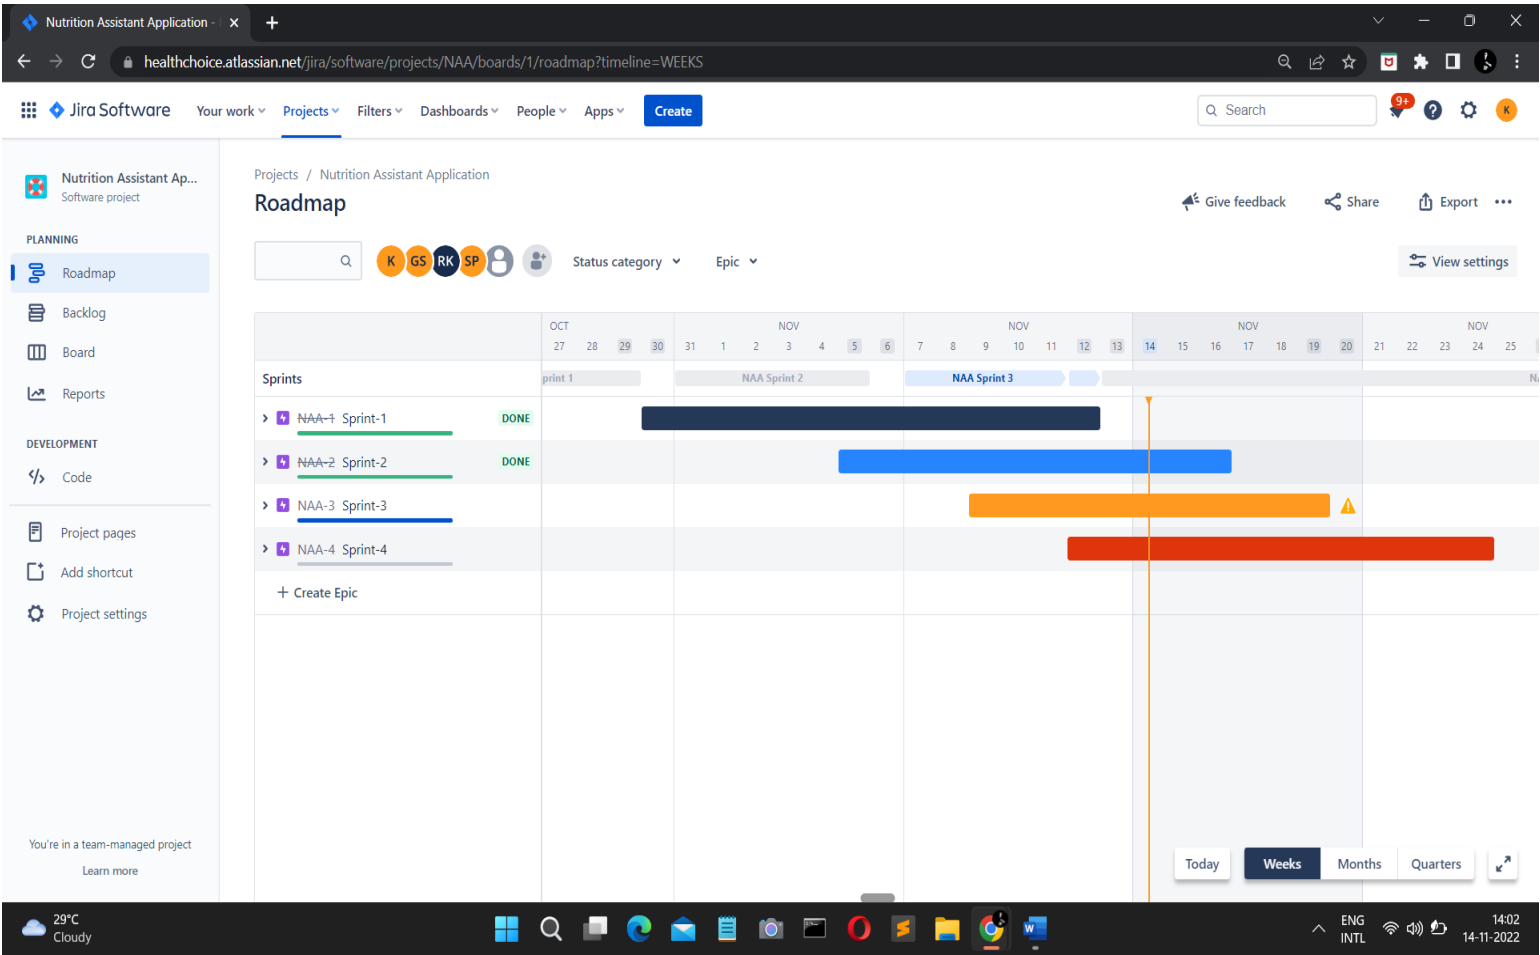 Nutrition Assistant Application -
healthchoice.atlassian.net/jira/software/projects/NAA/boards/1/roadmap?timeline=WEEKS
Jira Software Your work Projects Filters Dashboards People Apps Create Search 9+ K
Nutrition Assistant Ap...
Software project
PLANNING
Roadmap
Backlog
Board
Reports
DEVELOPMENT
Code
Project pages
Add shortcut
Project settings
You're in a team-managed project
Learn more
Projects / Nutrition Assistant Application
Roadmap
Give feedback Share Export
K GS RK SP Status category Epic View settings
OCT NOV NOV NOV NOV
27 28 29 30 31 1 2 3 4 5 6 7 8 9 10 11 12 13 14 15 16 17 18 19 20 21 22 23 24 25
Sprints print 1 NAA Sprint 2 NAA Sprint 3
NAA-1 Sprint-1 DONE
NAA-2 Sprint-2 DONE
NAA-3 Sprint-3
NAA-4 Sprint-4
+ Create Epic
Today Weeks Months Quarters
29°C
Cloudy
ENG
INTL
14:02
14-11-2022